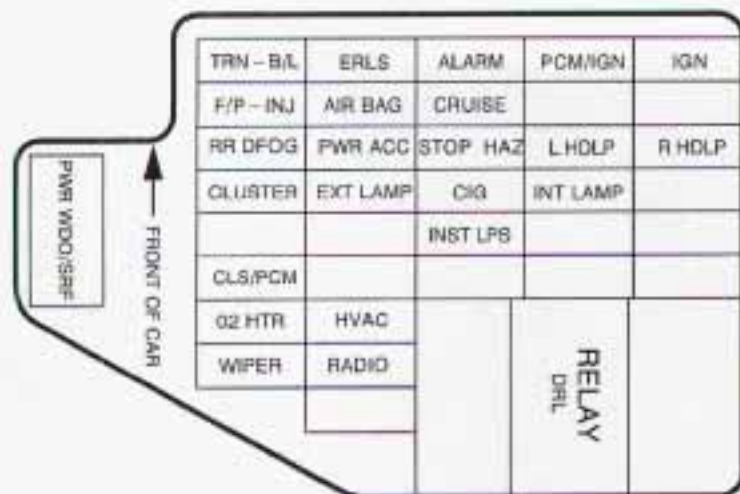 TRN – B/L ERLS ALARM PCM/IGN IGN
F/P – INJ AIR BAG CRUISE
RR DFOG PWR ACC STOP HAZ L HDLP R HDLP
CLUSTER EXT LAMP CIG INT LAMP
INST LPS
CLS/PCM
02 HTR HVAC
WIPER RADIO
PWR WDO/SRF
FRONT OF CAR
RELAY
DRL